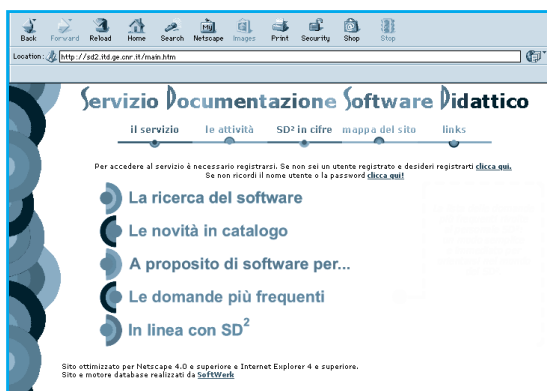 Back Forward Reload Home Search Netscape Images Print Security Shop Stop
Location: http://sd2.itd.ge.cnr.it/main.htm
Servizio Documentazione Software Didattico
il servizio le attività SD² in cifre mappa del sito links
Per accedere al servizio è necessario registrarsi. Se non sei un utente registrato e desideri registrarti clicca qui.
Se non ricordi il nome utente o la password clicca qui!
La ricerca del software
Le novità in catalogo
A proposito di software per...
Le domande più frequenti
In linea con SD²
Sito ottimizzato per Netscape 4.0 e superiore e Internet Explorer 4 e superiore.
Sito e motore database realizzati da SoftWerk